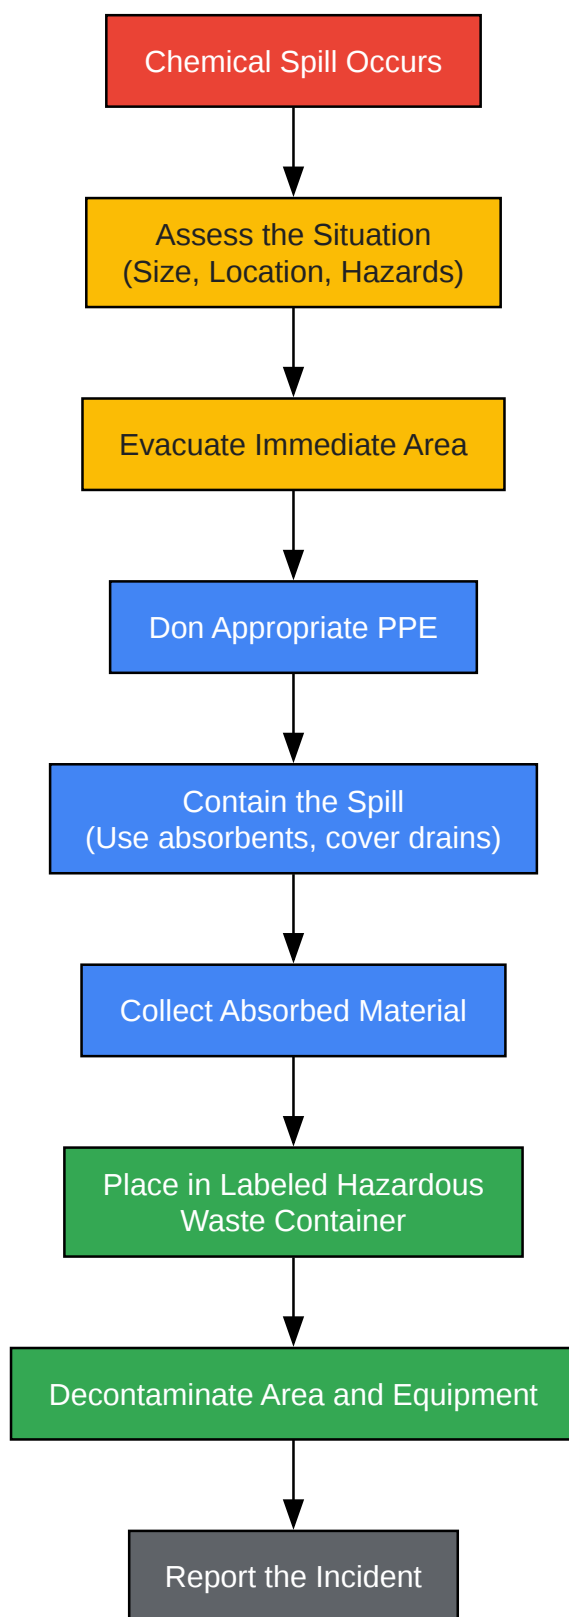 Chemical Spill Occurs
Assess the Situation
(Size, Location, Hazards)
Evacuate Immediate Area
Don Appropriate PPE
Contain the Spill
(Use absorbents, cover drains)
Collect Absorbed Material
Place in Labeled Hazardous
Waste Container
Decontaminate Area and Equipment
Report the Incident